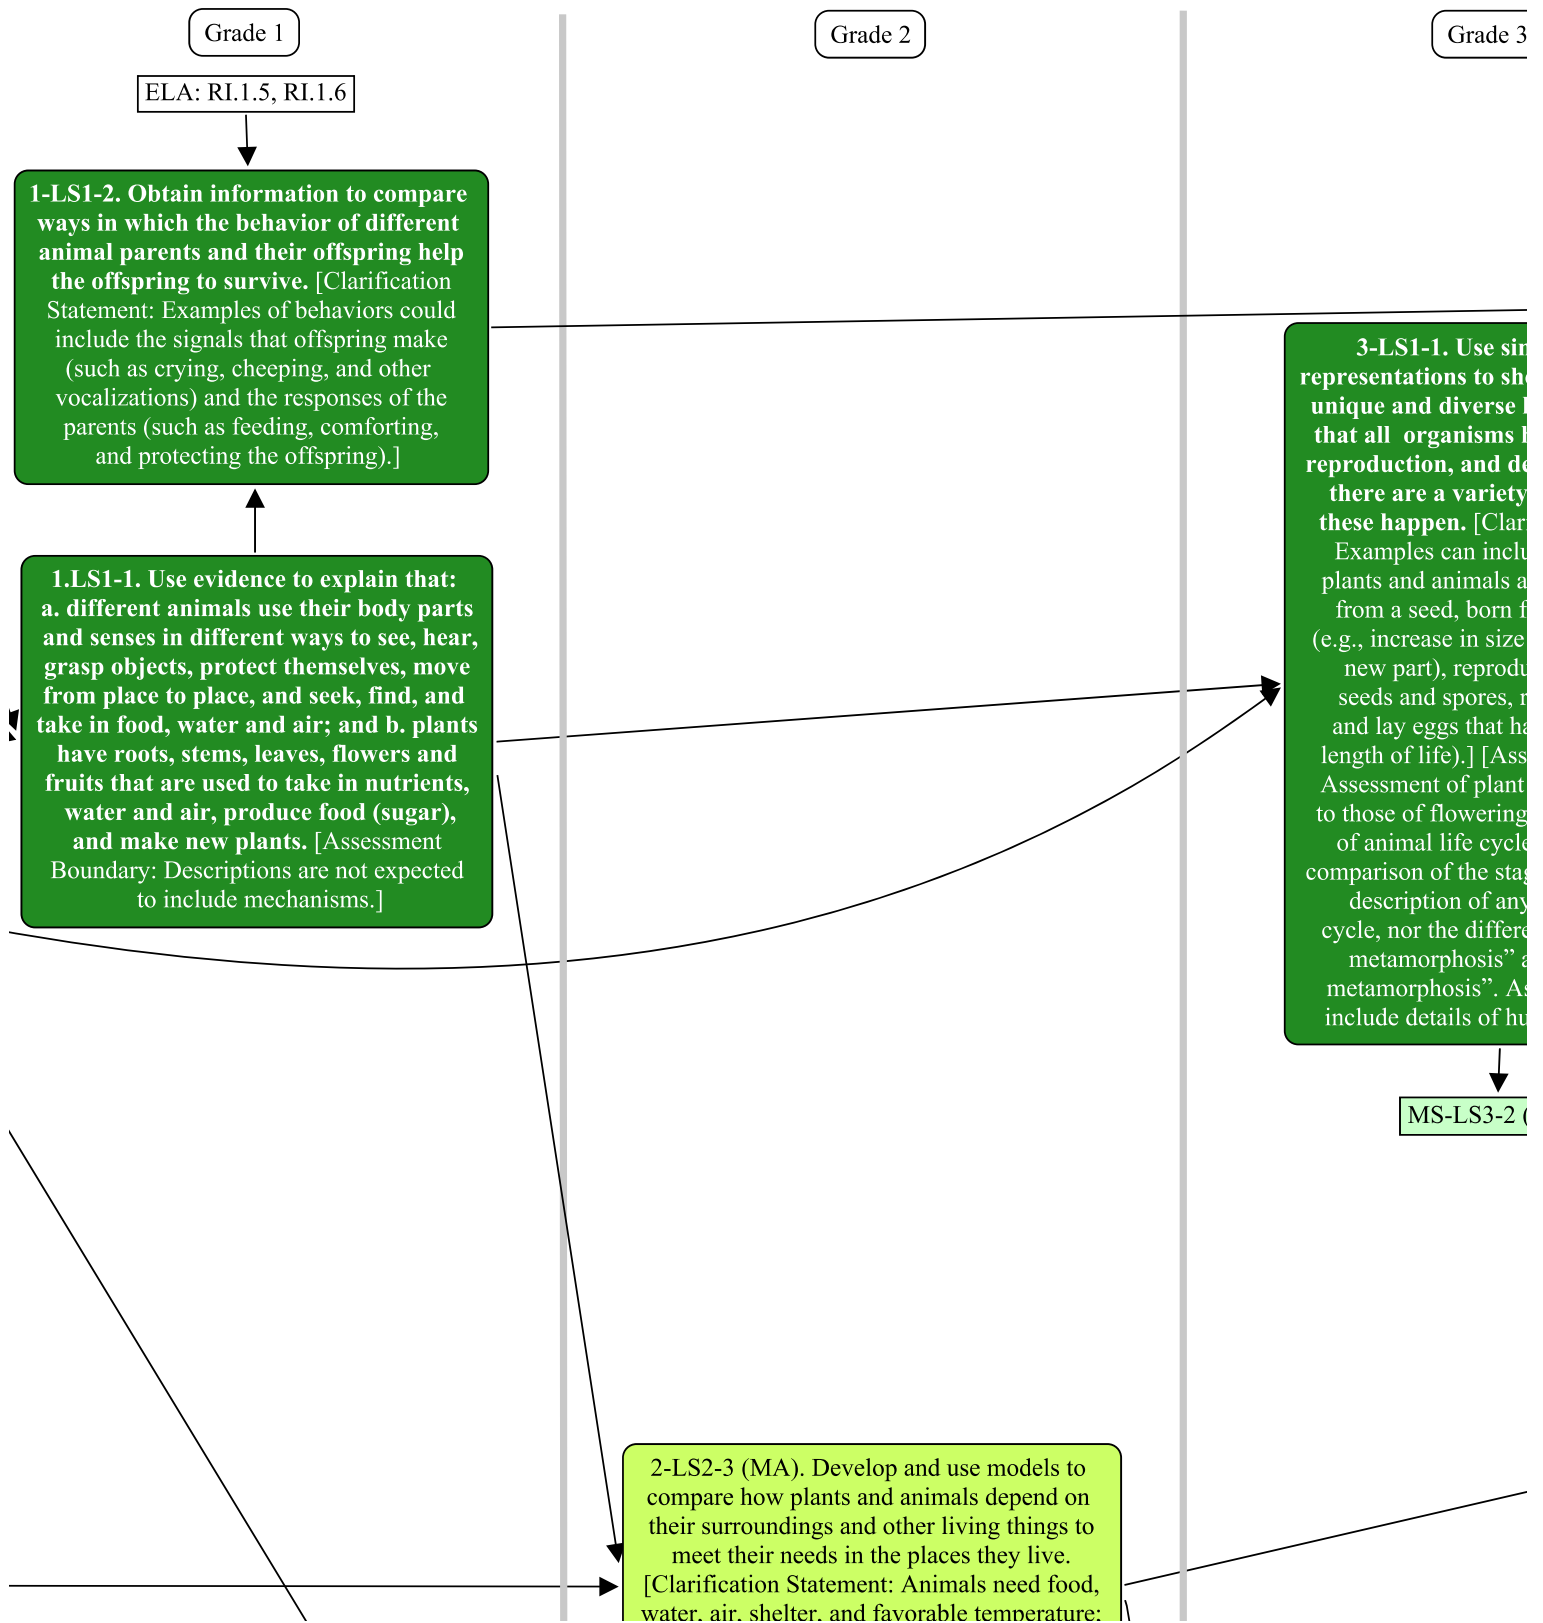 Grade 1
Grade 2
Grade 3
ELA: RI.1.5, RI.1.6
1-LS1-2. Obtain information to compare
ways in which the behavior of different
animal parents and their offspring help
the offspring to survive. [Clarification
Statement: Examples of behaviors could
include the signals that offspring make
(such as crying, cheeping, and other
vocalizations) and the responses of the
parents (such as feeding, comforting,
and protecting the offspring).]
1.LS1-1. Use evidence to explain that:
a. different animals use their body parts
and senses in different ways to see, hear,
grasp objects, protect themselves, move
from place to place, and seek, find, and
take in food, water and air; and b. plants
have roots, stems, leaves, flowers and
fruits that are used to take in nutrients,
water and air, produce food (sugar),
and make new plants. [Assessment
Boundary: Descriptions are not expected
to include mechanisms.]
2-LS2-3 (MA). Develop and use models to
compare how plants and animals depend on
their surroundings and other living things to
meet their needs in the places they live.
[Clarification Statement: Animals need food,
water, air, shelter, and favorable temperature;
3-LS1-1. Use
representations to
unique and diverse
that all organisms
reproduction, and
there are a variety
these happen.
Examples can
plants and animals
from a seed, born
(e.g., increase in size
new part),
seeds and spores,
and lay eggs that
length of life).]
Assessment of plant
to those of flowering
of animal life
comparison of the
description of any
cycle, nor the
metamorphosis”
metamorphosis”.
include details of
MS-LS3-2 (